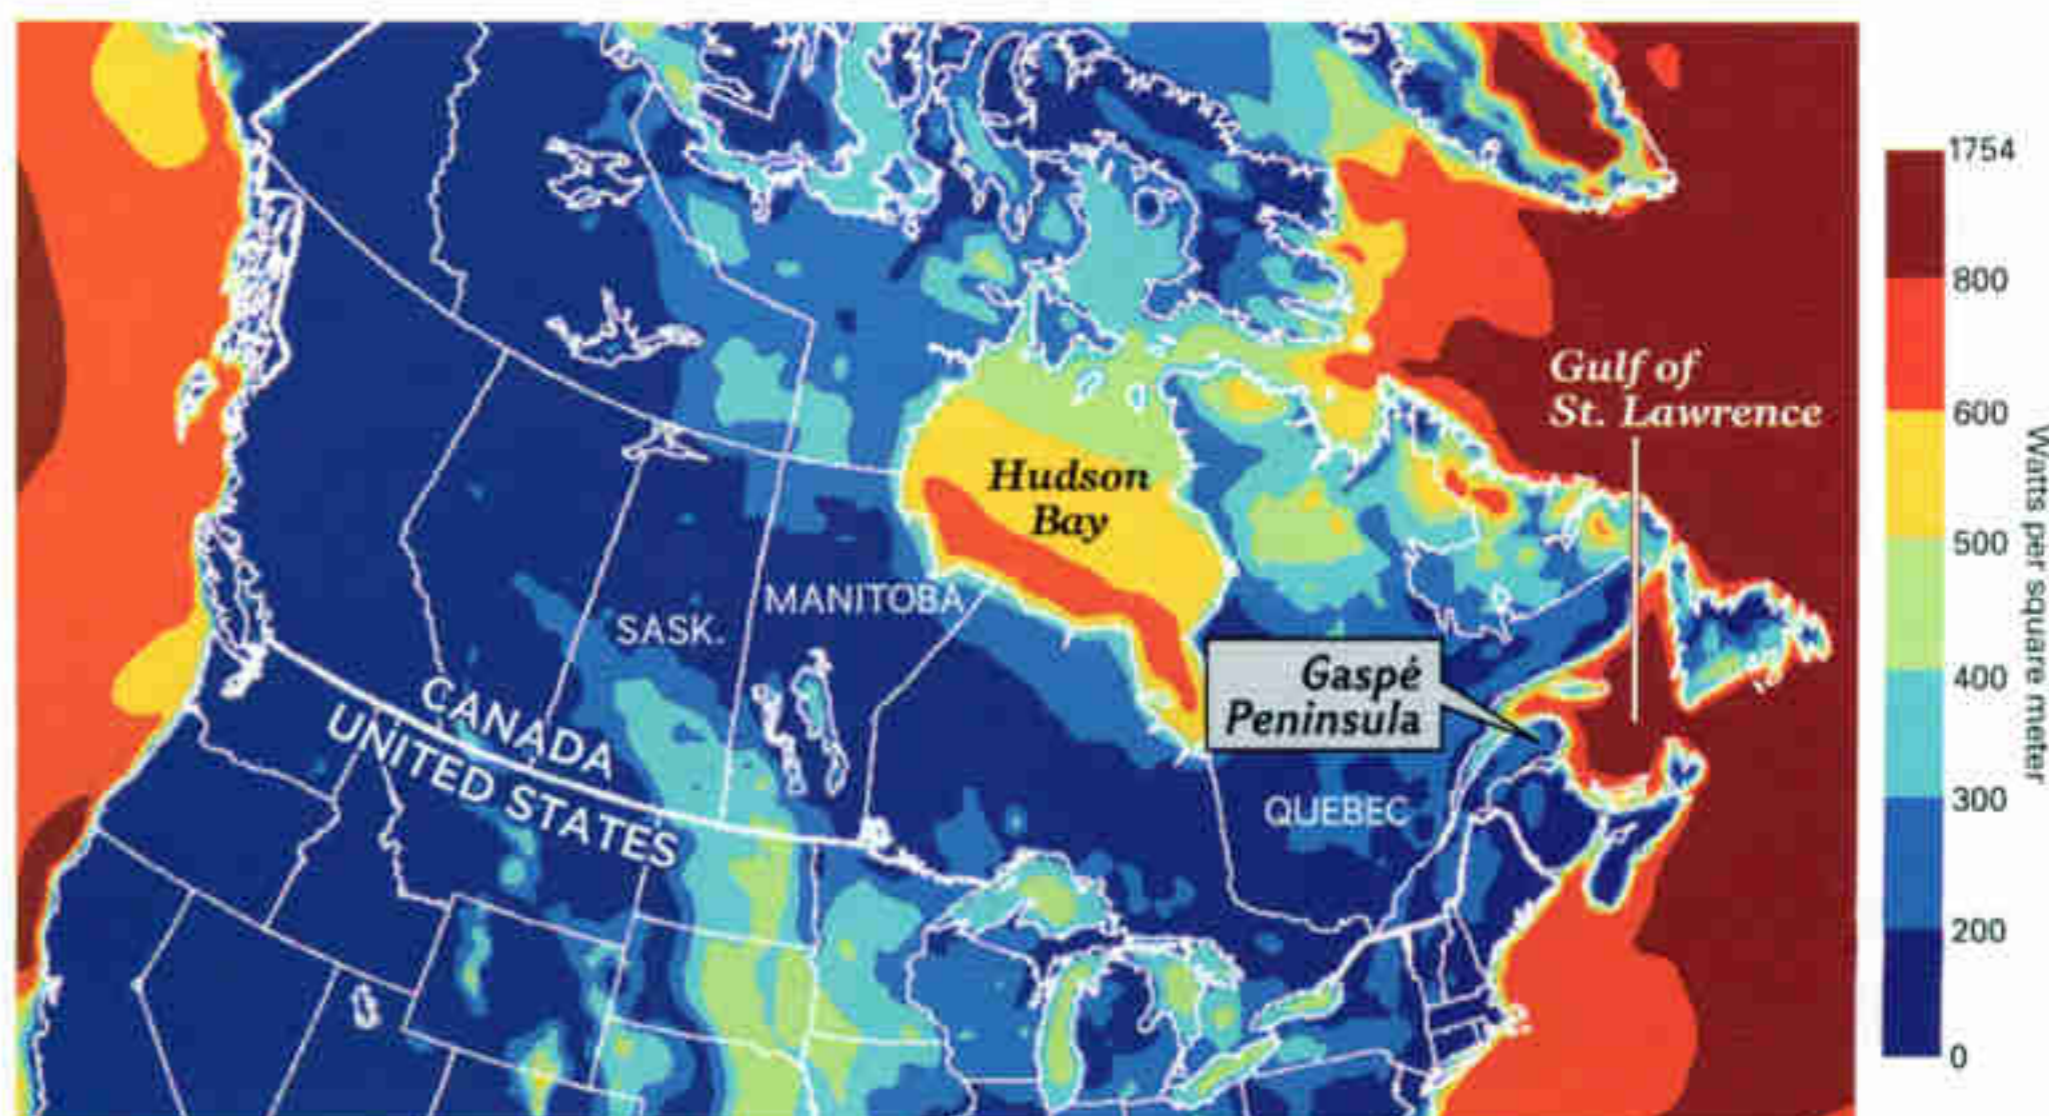 Gulf of
St. Lawrence
Hudson
Bay
MANITOBA
SASK.
CANADA
UNITED STATES
Gaspé
Peninsula
QUEBEC
1754
800
600
500
400
300
200
0
Watts per square meter